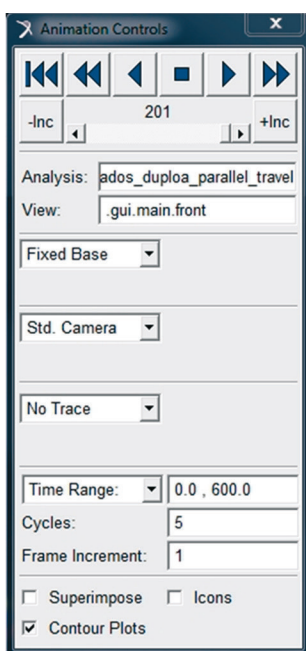 Animation Controls
x
-Inc 201 +Inc
Analysis: ados_duploa_parallel_travel
View: .gui.main.front
Fixed Base
Std. Camera
No Trace
Time Range: 0.0 , 600.0
Cycles: 5
Frame Increment: 1
Superimpose Icons
Contour Plots